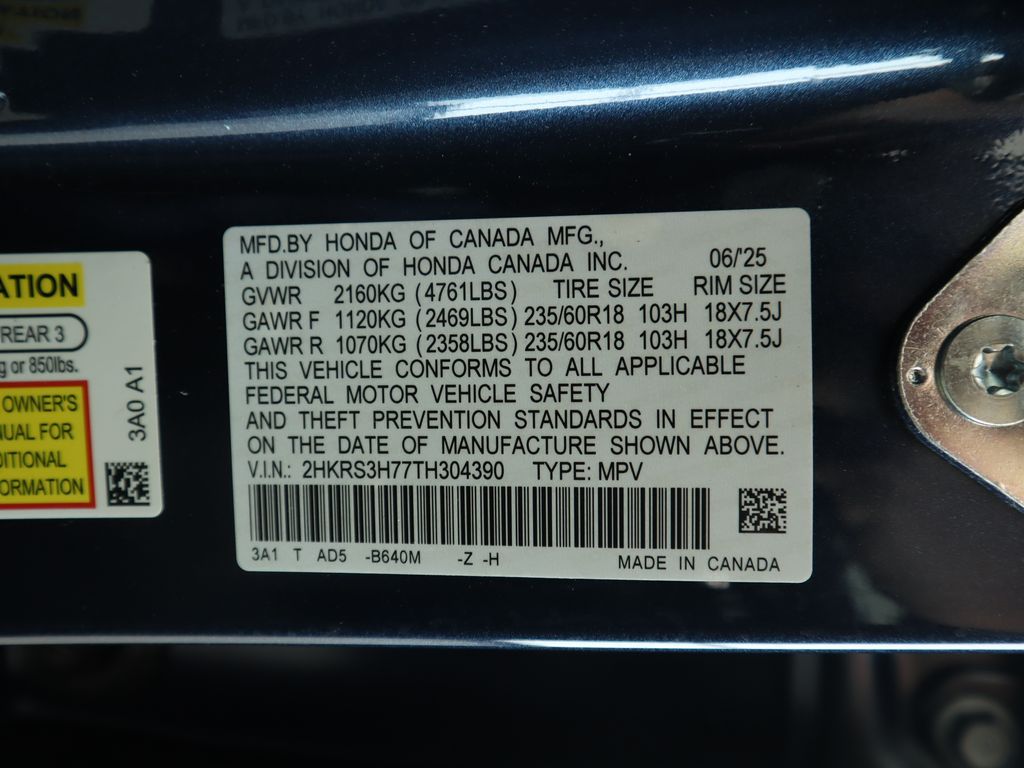 MFD.BY HONDA OF CANADA MFG.,
A DIVISION OF HONDA CANADA INC. 06/'25
GVWR 2160KG (4761LBS) TIRE SIZE RIM SIZE
GAWR F 1120KG (2469LBS) 235/60R18 103H 18X7.5J
GAWR R 1070KG (2358LBS) 235/60R18 103H 18X7.5J
THIS VEHICLE CONFORMS TO ALL APPLICABLE
FEDERAL MOTOR VEHICLE SAFETY
AND THEFT PREVENTION STANDARDS IN EFFECT
ON THE DATE OF MANUFACTURE SHOWN ABOVE.
V.I.N.: 2HKRS3H77TH304390 TYPE: MPV
3A1 T AD5 -B640M -Z -H MADE IN CANADA
ATION
REAR 3
g or 850lbs.
OWNER'S
UAL FOR
DITIONAL
ORMATION
3A0 A1